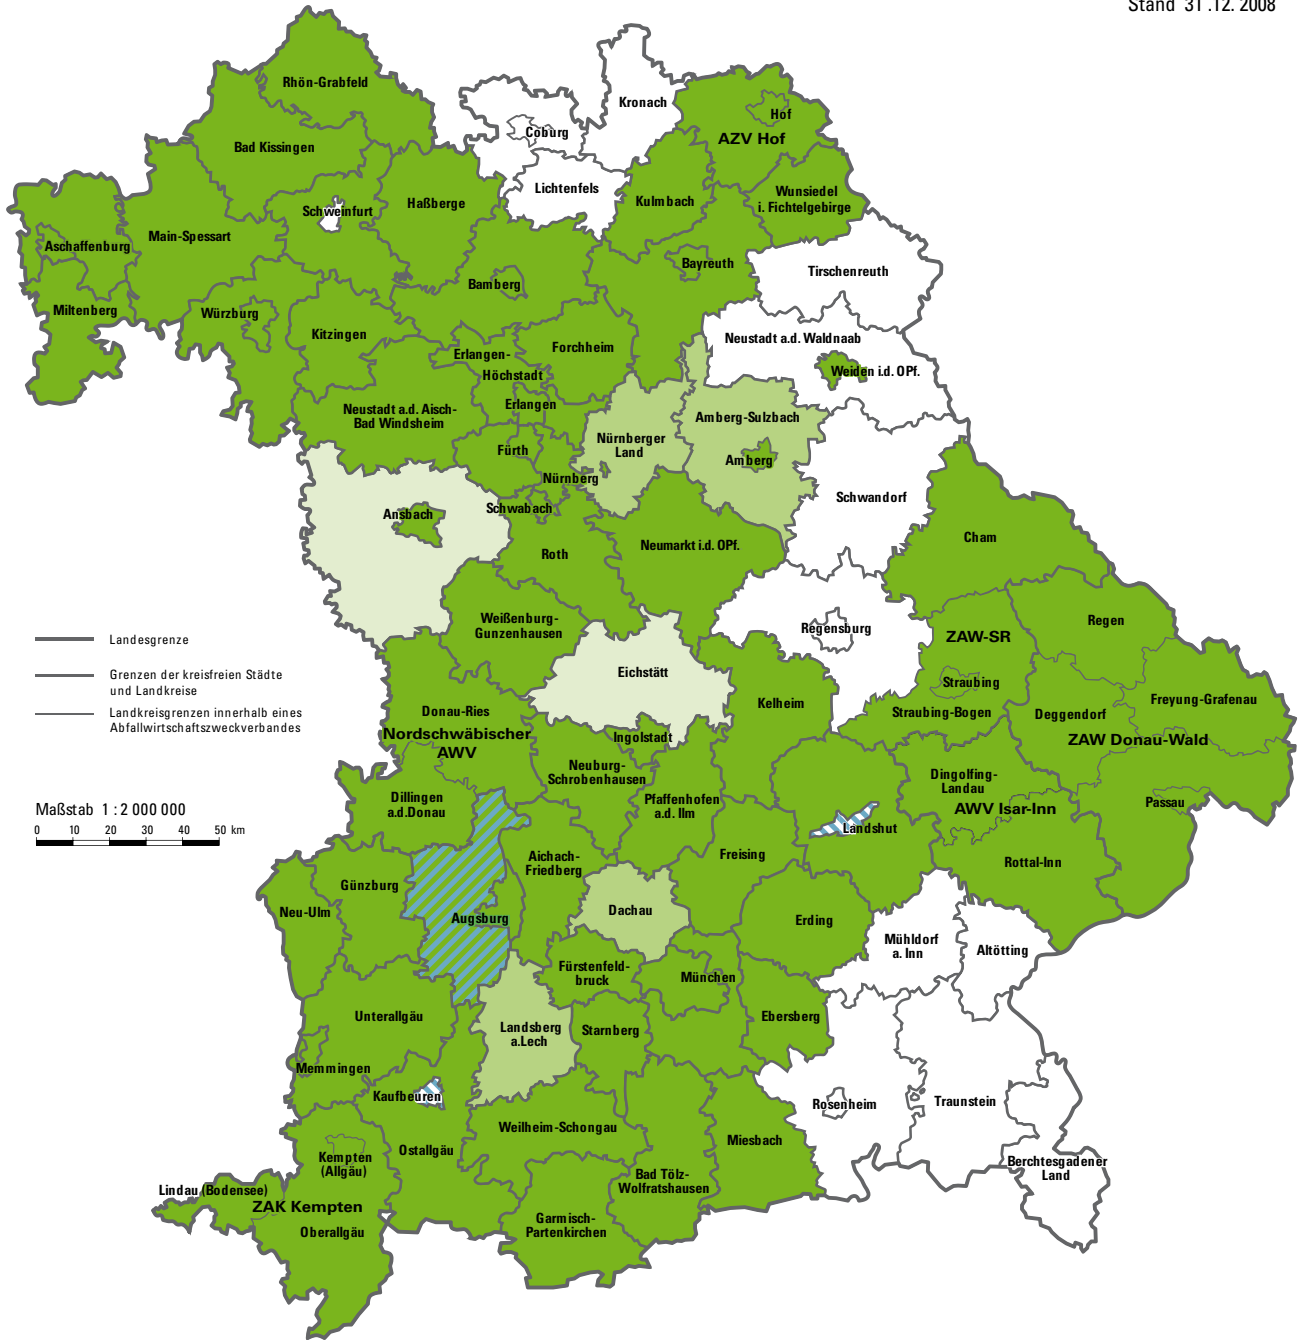 Stand 31.12. 2008
Rhön-Grabfeld
Kronach
Hof
Coburg
AZV Hof
Bad Kissingen
Lichtenfels
Wunsiedel
i. Fichtelgebirge
Kulmbach
Haßberge
Schweinfurt
Main-Spessart
Aschaffenburg
Bayreuth
Tirschenreuth
Bamberg
Miltenberg
Würzburg
Kitzingen
Neustadt a.d. Waldnaab
Forchheim
Erlangen-
Höchstadt
Weiden i.d. OPf.
Erlangen
Neustadt a.d. Aisch-
Bad Windsheim
Amberg-Sulzbach
Nürnberger
Land
Fürth
Amberg
Nürnberg
Schwandorf
Schwabach
Ansbach
Cham
Neumarkt i.d. OPf.
Roth
Weißenburg-
Gunzenhausen
Regen
Regensburg
ZAW-SR
Landesgrenze
Grenzen der kreisfreien Städte
und Landkreise
Landkreisgrenzen innerhalb eines
Abfallwirtschaftszweckverbandes
Eichstätt
Straubing
Freyung-Grafenau
Kelheim
Donau-Ries
Straubing-Bogen
Deggendorf
Nordschwäbischer
AWV
Ingolstadt
ZAW Donau-Wald
Neuburg-
Schrobenhausen
Dingolfing-
Landau
Dillingen
a.d.Donau
Pfaffenhofen
a.d. Ilm
Passau
AWV Isar-Inn
Maßstab 1 : 2 000 000
0 10 20 30 40 50 km
Landshut
Freising
Aichach-
Friedberg
Rottal-Inn
Günzburg
Neu-Ulm
Augsburg
Dachau
Erding
Mühldorf
a. Inn
Altötting
Fürstenfeld-
bruck
München
Unterallgäu
Ebersberg
Landsberg
a.Lech
Starnberg
Memmingen
Kaufbeuren
Rosenheim
Traunstein
Weilheim-Schongau
Miesbach
Ostallgäu
Kempten
(Allgäu)
Berchtesgadener
Land
Bad Tölz-
Wolfratshausen
Lindau (Bodensee)
ZAK Kempten
Oberallgäu
Garmisch-
Partenkirchen